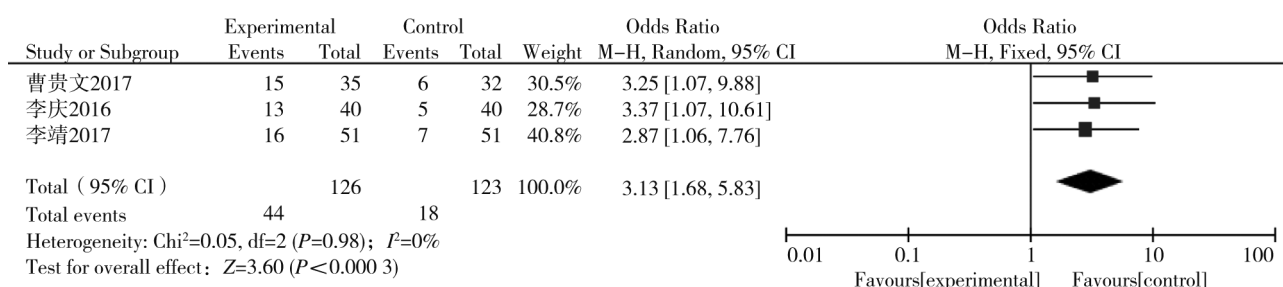 Experimental Control Odds Ratio Odds Ratio
Study or Subgroup Events Total Events Total Weight M-H, Random, 95% CI M-H, Fixed, 95% CI
曹贵文2017 15 35 6 32 30.5% 3.25 [1.07, 9.88]
李庆2016 13 40 5 40 28.7% 3.37 [1.07, 10.61]
李靖2017 16 51 7 51 40.8% 2.87 [1.06, 7.76]
Total（95% CI） 126 123 100.0% 3.13 [1.68, 5.83]
Total events 44 18
Heterogeneity: Chi²=0.05, df=2 (P=0.98)；I²=0%
Test for overall effect：Z=3.60 (P＜0.000 3)
0.01 0.1 1 10 100
Favours[experimental] Favours[control]